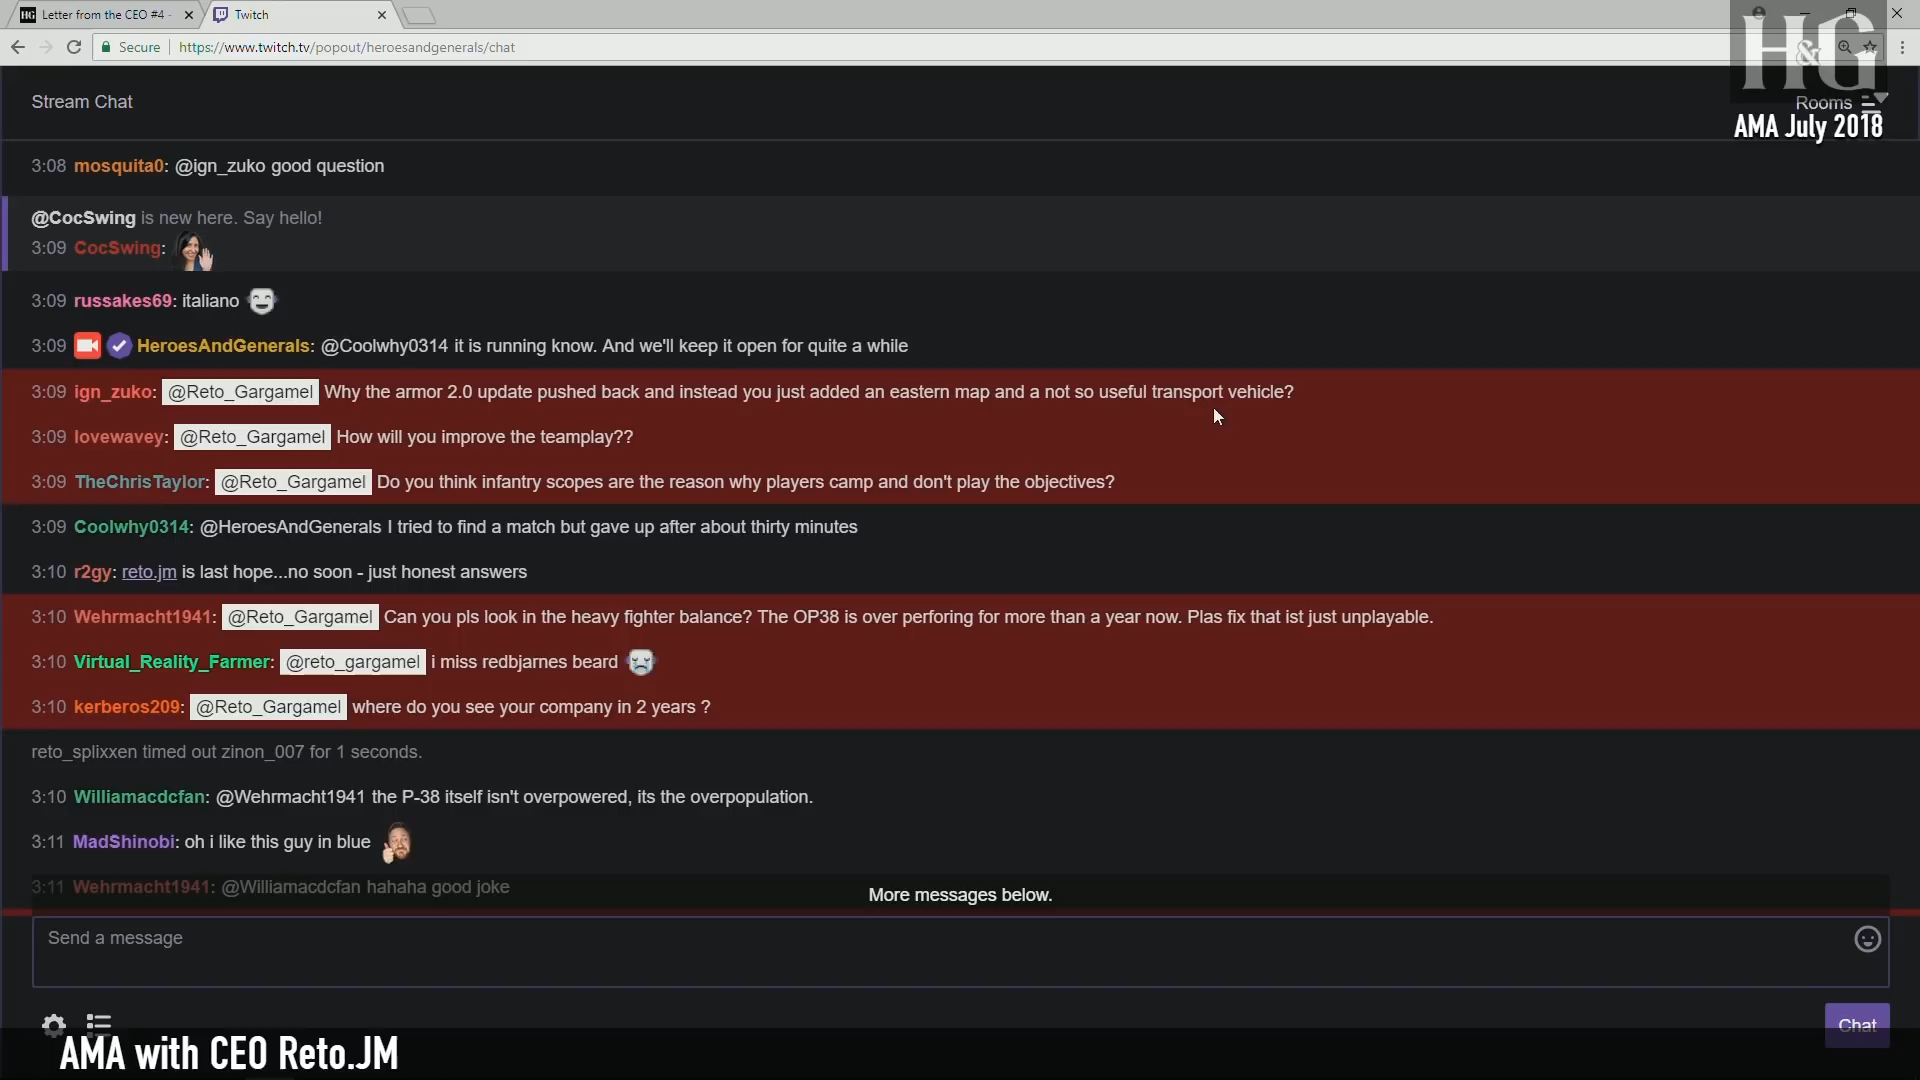 Letter from the CEO #4 -
Twitch
Secure https://www.twitch.tv/popout/heroesandgenerals/chat
H&G
Stream Chat
Rooms
AMA July 2018
3:08 mosquita0: @ign_zuko good question
@CocSwing is new here. Say hello!
3:09 CocSwing:
3:09 russakes69: italiano
3:09 HeroesAndGenerals: @Coolwhy0314 it is running know. And we'll keep it open for quite a while
3:09 ign_zuko: @Reto_Gargamel Why the armor 2.0 update pushed back and instead you just added an eastern map and a not so useful transport vehicle?
3:09 lovewavey: @Reto_Gargamel How will you improve the teamplay??
3:09 TheChrisTaylor: @Reto_Gargamel Do you think infantry scopes are the reason why players camp and don't play the objectives?
3:09 Coolwhy0314: @HeroesAndGenerals I tried to find a match but gave up after about thirty minutes
3:10 r2gy: reto.jm is last hope...no soon - just honest answers
3:10 Wehrmacht1941: @Reto_Gargamel Can you pls look in the heavy fighter balance? The OP38 is over perforing for more than a year now. Plas fix that ist just unplayable.
3:10 Virtual_Reality_Farmer: @reto_gargamel i miss redbjarnes beard
3:10 kerberos209: @Reto_Gargamel where do you see your company in 2 years ?
reto_splixxen timed out zinon_007 for 1 seconds.
3:10 Williamacdcfan: @Wehrmacht1941 the P-38 itself isn't overpowered, its the overpopulation.
3:11 MadShinobi: oh i like this guy in blue
3:11 Wehrmacht1941: @Williamacdcfan hahaha good joke
More messages below.
Send a message
Chat
AMA with CEO Reto.JM